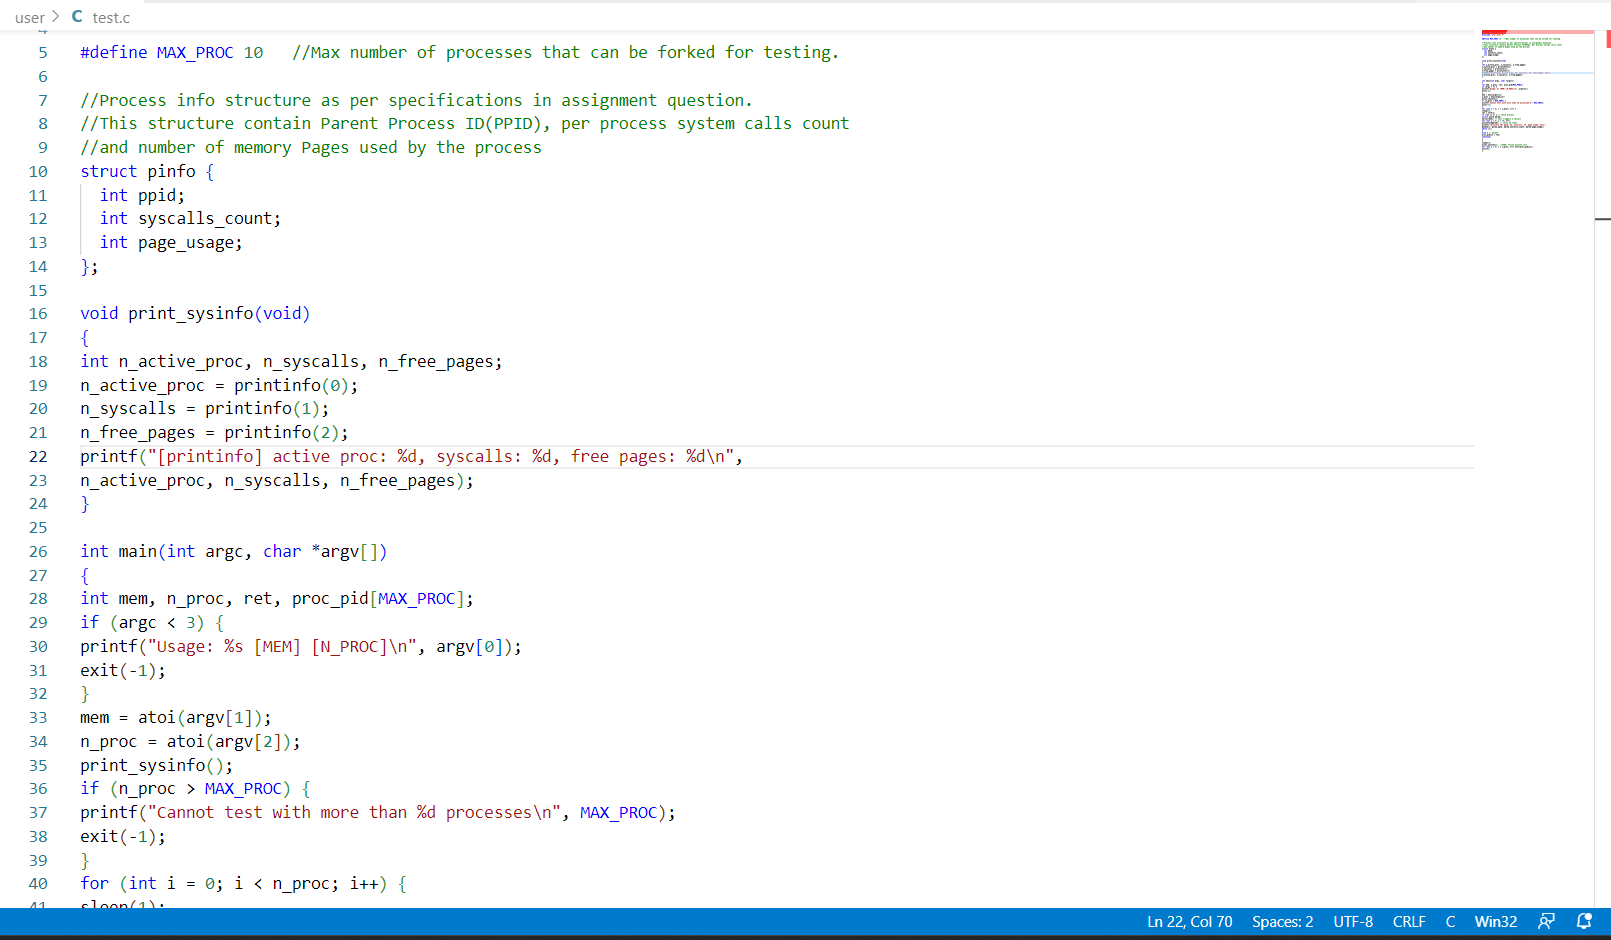 user > C test.c
4
5 #define MAX_PROC 10   //Max number of processes that can be forked for testing.
6
7 //Process info structure as per specifications in assignment question.
8 //This structure contain Parent Process ID(PPID), per process system calls count
9 //and number of memory Pages used by the process
10 struct pinfo {
11   int ppid;
12   int syscalls_count;
13   int page_usage;
14 };
15
16 void print_sysinfo(void)
17 {
18 int n_active_proc, n_syscalls, n_free_pages;
19 n_active_proc = printinfo(0);
20 n_syscalls = printinfo(1);
21 n_free_pages = printinfo(2);
22 printf("[printinfo] active proc: %d, syscalls: %d, free pages: %d\n",
23 n_active_proc, n_syscalls, n_free_pages);
24 }
25
26 int main(int argc, char *argv[])
27 {
28 int mem, n_proc, ret, proc_pid[MAX_PROC];
29 if (argc < 3) {
30 printf("Usage: %s [MEM] [N_PROC]\n", argv[0]);
31 exit(-1);
32 }
33 mem = atoi(argv[1]);
34 n_proc = atoi(argv[2]);
35 print_sysinfo();
36 if (n_proc > MAX_PROC) {
37 printf("Cannot test with more than %d processes\n", MAX_PROC);
38 exit(-1);
39 }
40 for (int i = 0; i < n_proc; i++) {
41 sleep(1);
Ln 22, Col 70 Spaces: 2 UTF-8 CRLF C Win32